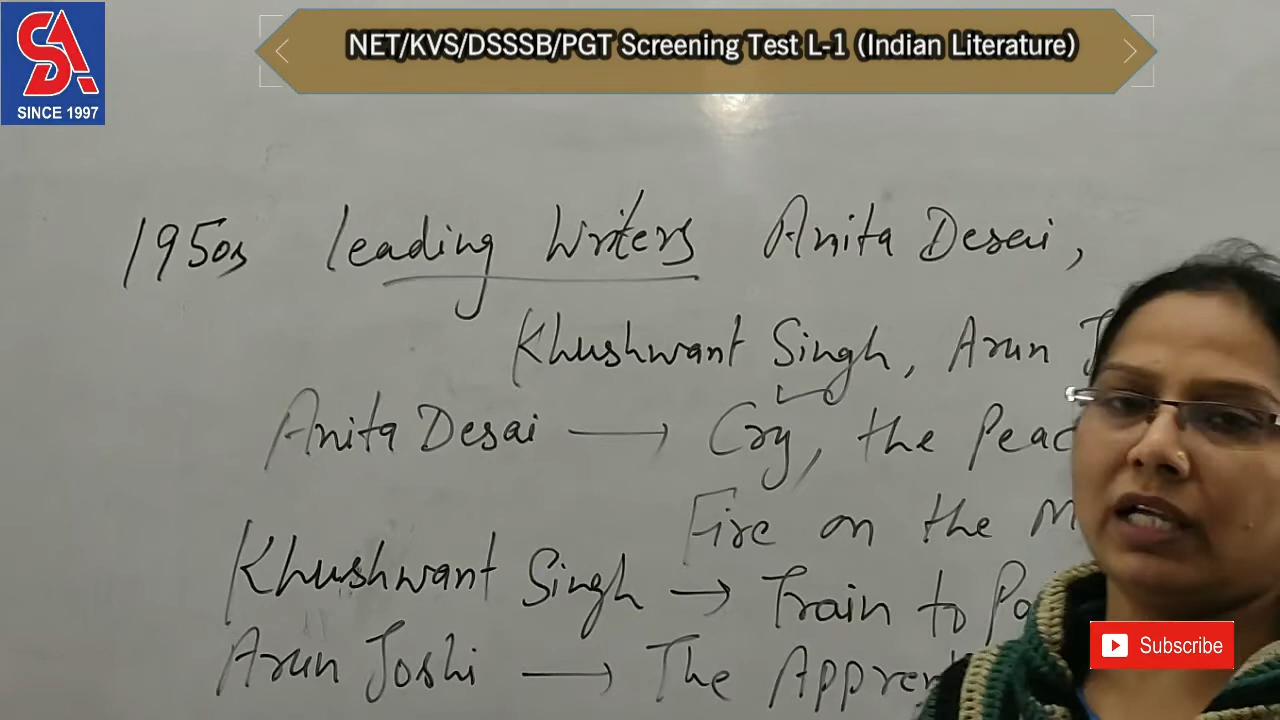 SDA
SINCE 1997
NET/KVS/DSSSB/PGT Screening Test L-1 (Indian Literature)
1950s leading Writers Anita Desai,
Khushwant Singh, Arun
Anita Desai → Cry, the
Fire on the
Khushwant Singh → Train to
Arun Joshi → The
Subscribe